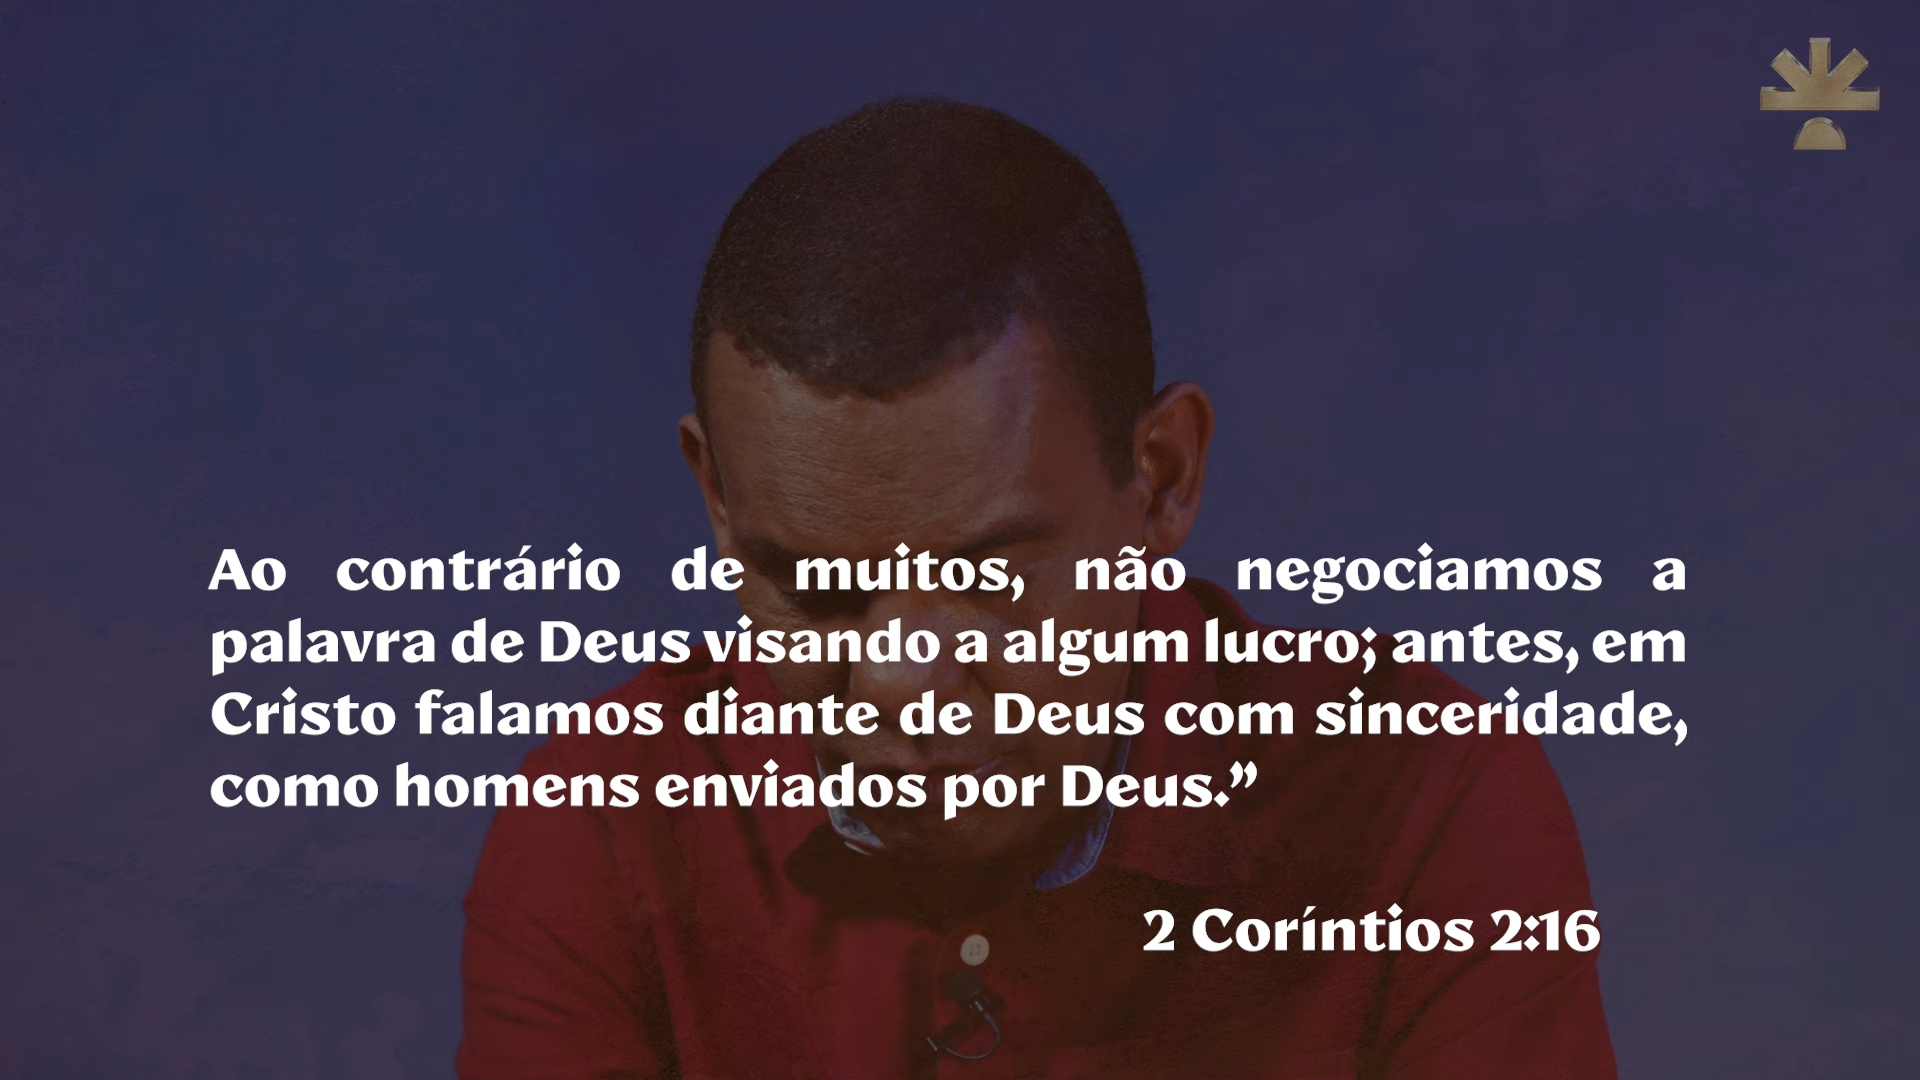 Ao contrário de muitos, não negociamos a
palavra de Deus visando a algum lucro; antes, em
Cristo falamos diante de Deus com sinceridade,
como homens enviados por Deus.”
2 Coríntios 2:16